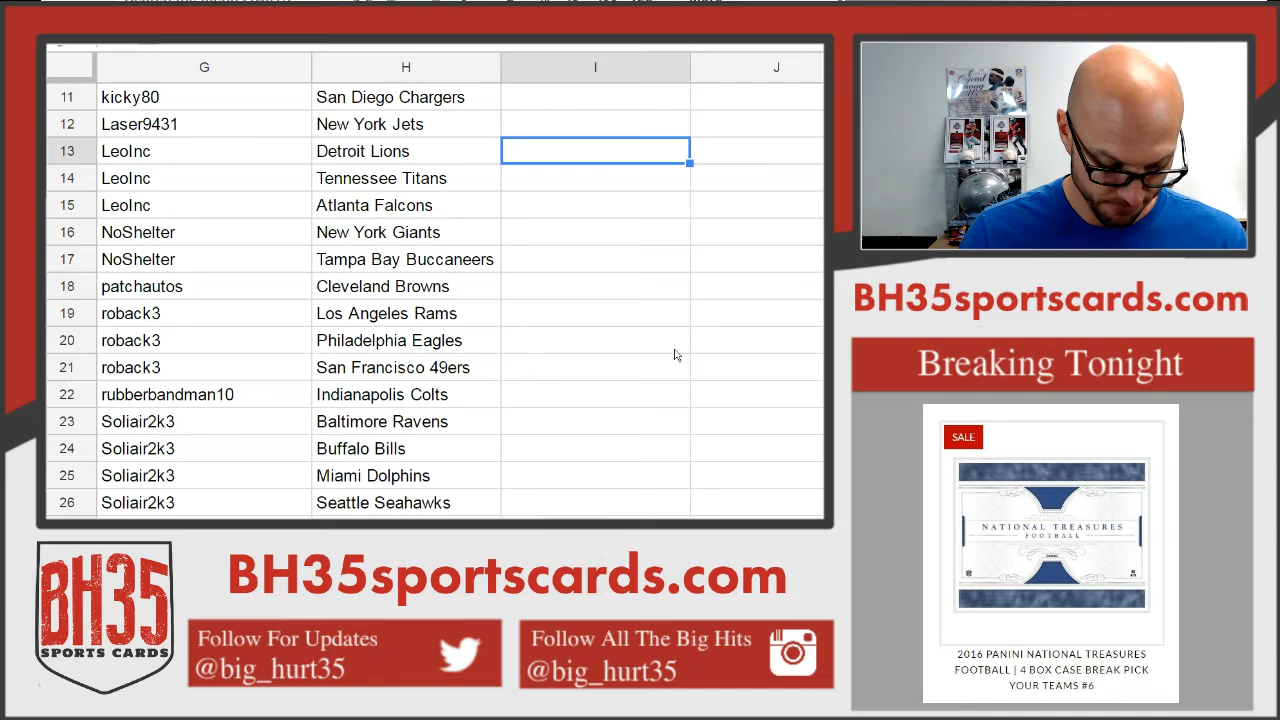 G H I J
11 kicky80 San Diego Chargers
12 Laser9431 New York Jets
13 LeoInc Detroit Lions
14 LeoInc Tennessee Titans
15 LeoInc Atlanta Falcons
16 NoShelter New York Giants
17 NoShelter Tampa Bay Buccaneers
18 patchautos Cleveland Browns
19 roback3 Los Angeles Rams
20 roback3 Philadelphia Eagles
21 roback3 San Francisco 49ers
22 rubberbandman10 Indianapolis Colts
23 Soliair2k3 Baltimore Ravens
24 Soliair2k3 Buffalo Bills
25 Soliair2k3 Miami Dolphins
26 Soliair2k3 Seattle Seahawks
BH35sportscards.com
Breaking Tonight
SALE
NATIONAL TREASURES
FOOTBALL
2016 PANINI NATIONAL TREASURES
FOOTBALL | 4 BOX CASE BREAK PICK
YOUR TEAMS #6
BH35
SPORTS CARDS
BH35sportscards.com
Follow For Updates
@big_hurt35
Follow All The Big Hits
@big_hurt35